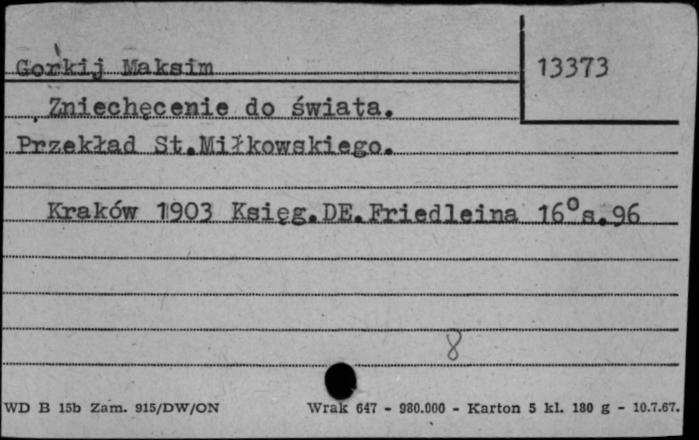 Gorkij Maksim
13373
Zniechęcenie do świata.
Przekład St.Miłkowskiego.
Kraków 1903 Księg.DE.Friedleina 16° s.96
8
WD B 15b Zam. 915/DW/ON Wrak 647 - 980.000 - Karton 5 kl. 180 g - 10.7.67.